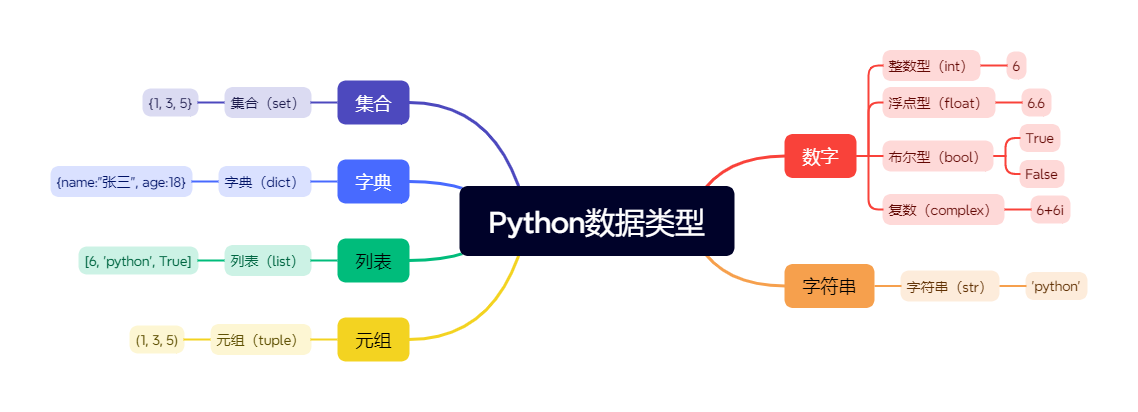 Python数据类型
数字
整数型（int）
6
浮点型（float）
6.6
布尔型（bool）
True
False
复数（complex）
6+6i
字符串
字符串（str）
'python'
集合
集合（set）
{1, 3, 5}
字典
字典（dict）
{name:"张三", age:18}
列表
列表（list）
[6, 'python', True]
元组
元组（tuple）
(1, 3, 5)